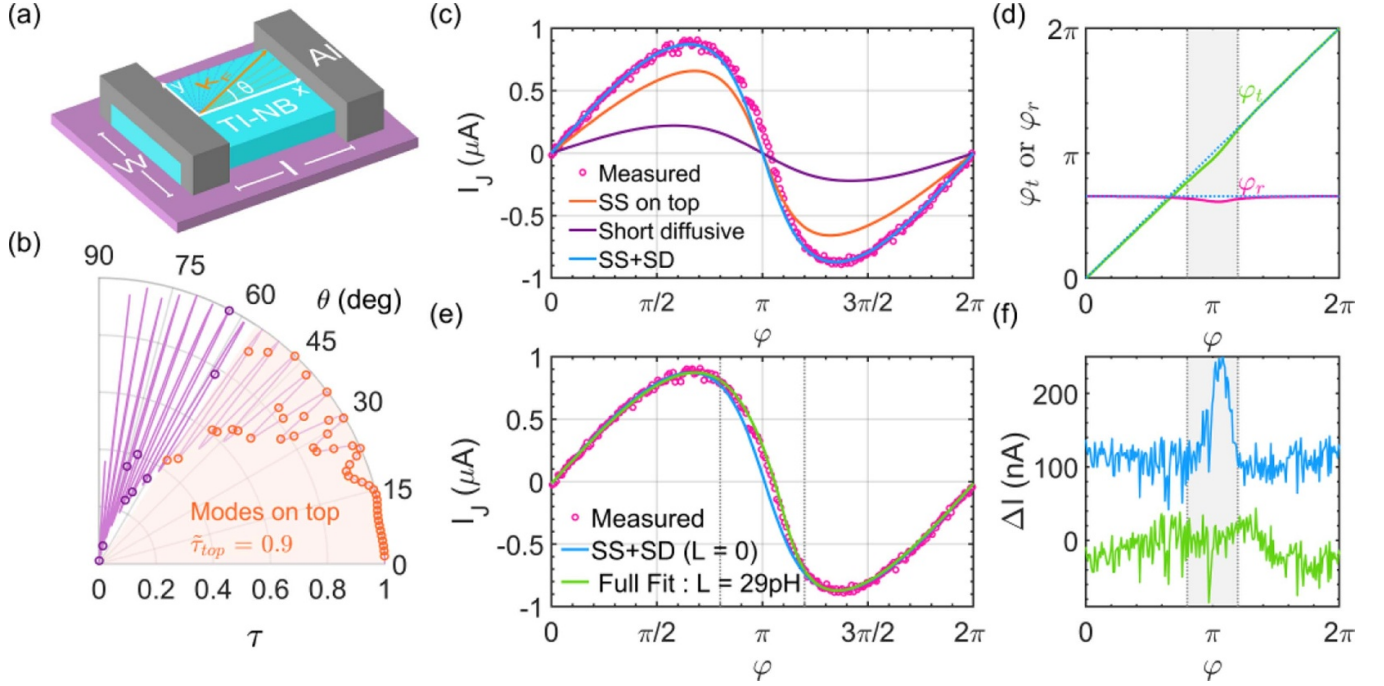 (a)
Al
K_F
y
θ
x
TI-NB
W
l
(b)
90
75
60
θ (deg)
45
30
15
0
Modes on top
τ̃_top = 0.9
0 0.2 0.4 0.6 0.8 1
τ
(c)
I_J (μA)
1
0.5
0
-0.5
-1
Measured
SS on top
Short diffusive
SS+SD
0 π/2 π 3π/2 2π
φ
(d)
φ_t or φ_r
2π
π
0
φ_t
φ_r
0 π 2π
φ
(e)
I_J (μA)
1
0.5
0
-0.5
-1
Measured
SS+SD (L = 0)
Full Fit : L = 29pH
0 π/2 π 3π/2 2π
φ
(f)
ΔI (nA)
200
100
0
0 π 2π
φ